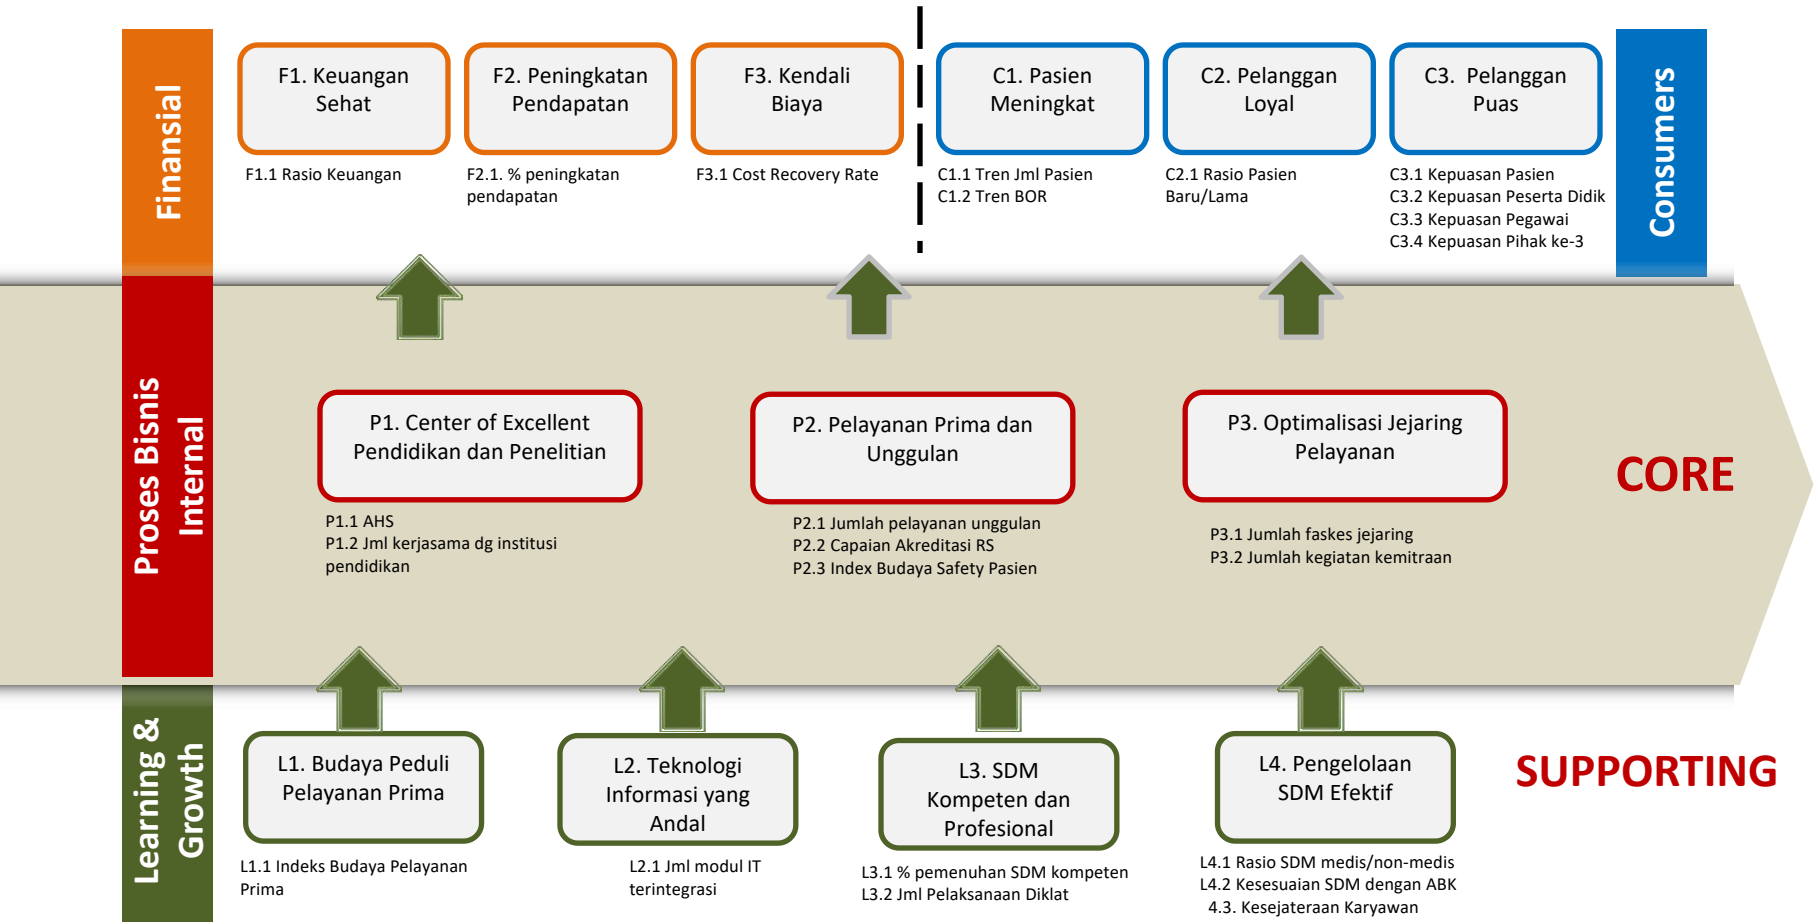 Finansial
F1. Keuangan
Sehat
F1.1 Rasio Keuangan
F2. Peningkatan
Pendapatan
F2.1. % peningkatan
pendapatan
F3. Kendali
Biaya
F3.1 Cost Recovery Rate
C1. Pasien
Meningkat
C1.1 Tren Jml Pasien
C1.2 Tren BOR
C2. Pelanggan
Loyal
C2.1 Rasio Pasien
Baru/Lama
C3.  Pelanggan
Puas
C3.1 Kepuasan Pasien
C3.2 Kepuasan Peserta Didik
C3.3 Kepuasan Pegawai
C3.4 Kepuasan Pihak ke-3
Consumers
Proses Bisnis
Internal
P1. Center of Excellent
Pendidikan dan Penelitian
P1.1 AHS
P1.2 Jml kerjasama dg institusi
pendidikan
P2. Pelayanan Prima dan
Unggulan
P2.1 Jumlah pelayanan unggulan
P2.2 Capaian Akreditasi RS
P2.3 Index Budaya Safety Pasien
P3. Optimalisasi Jejaring
Pelayanan
P3.1 Jumlah faskes jejaring
P3.2 Jumlah kegiatan kemitraan
CORE
Learning &
Growth
L1. Budaya Peduli
Pelayanan Prima
L1.1 Indeks Budaya Pelayanan
Prima
L2. Teknologi
Informasi yang
Andal
L2.1 Jml modul IT
terintegrasi
L3. SDM
Kompeten dan
Profesional
L3.1 % pemenuhan SDM kompeten
L3.2 Jml Pelaksanaan Diklat
L4. Pengelolaan
SDM Efektif
L4.1 Rasio SDM medis/non-medis
L4.2 Kesesuaian SDM dengan ABK
4.3. Kesejateraan Karyawan
SUPPORTING